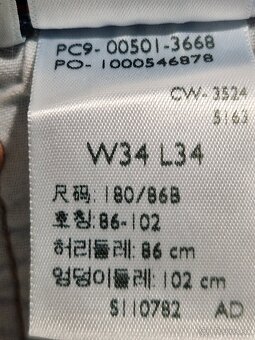 PC9- 00501-3668
PO- 1000546878
CW- 3524
5163
W34 L34
尺码: 180/86B
호칭: 86-102
허리둘레: 86 cm
엉덩이둘레: 102 cm
5110782 AD